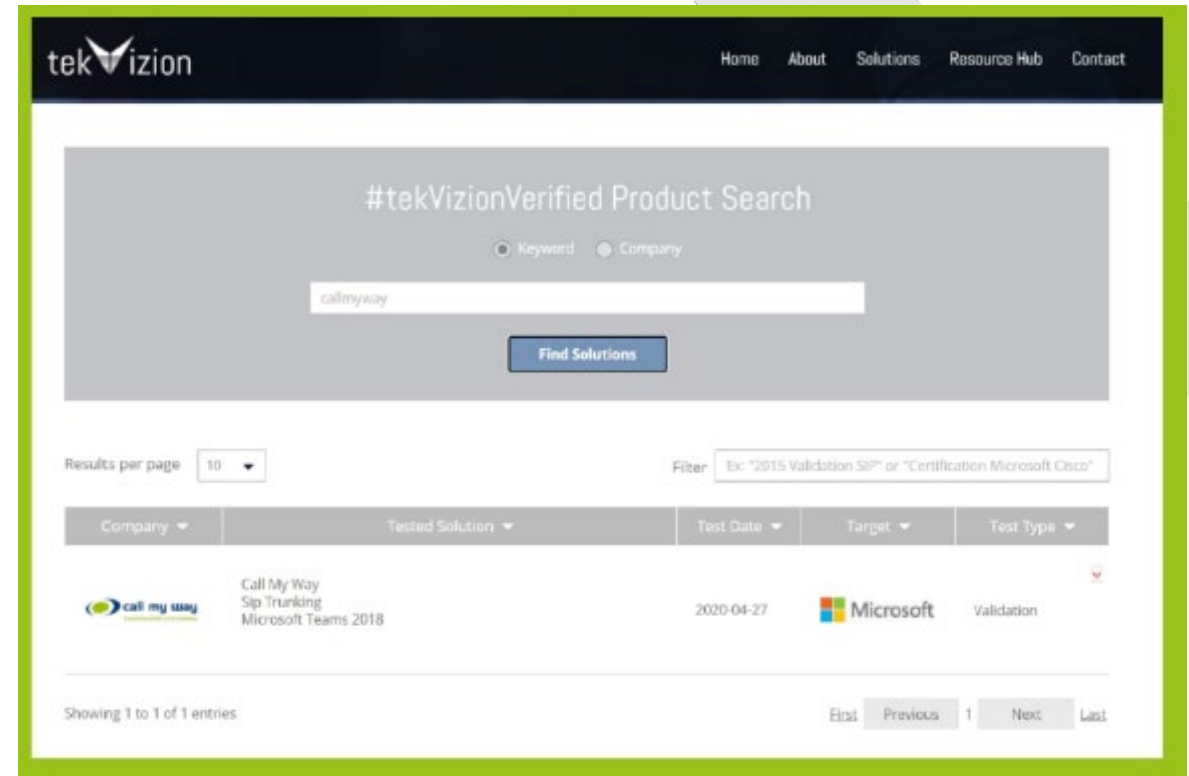 tekVizion
Home About Solutions Resource Hub Contact
#tekVizionVerified Product Search
Keyword Company
callmyway
Find Solutions
Results per page 10
Filter Ex: "2015 Validation SIP" or "Certification Microsoft Cisco"
Company Tested Solution Test Date Target Test Type
call my way
Call My Way
Sip Trunking
Microsoft Teams 2018
2020-04-27
Microsoft
Validation
Showing 1 to 1 of 1 entries
First Previous 1 Next Last